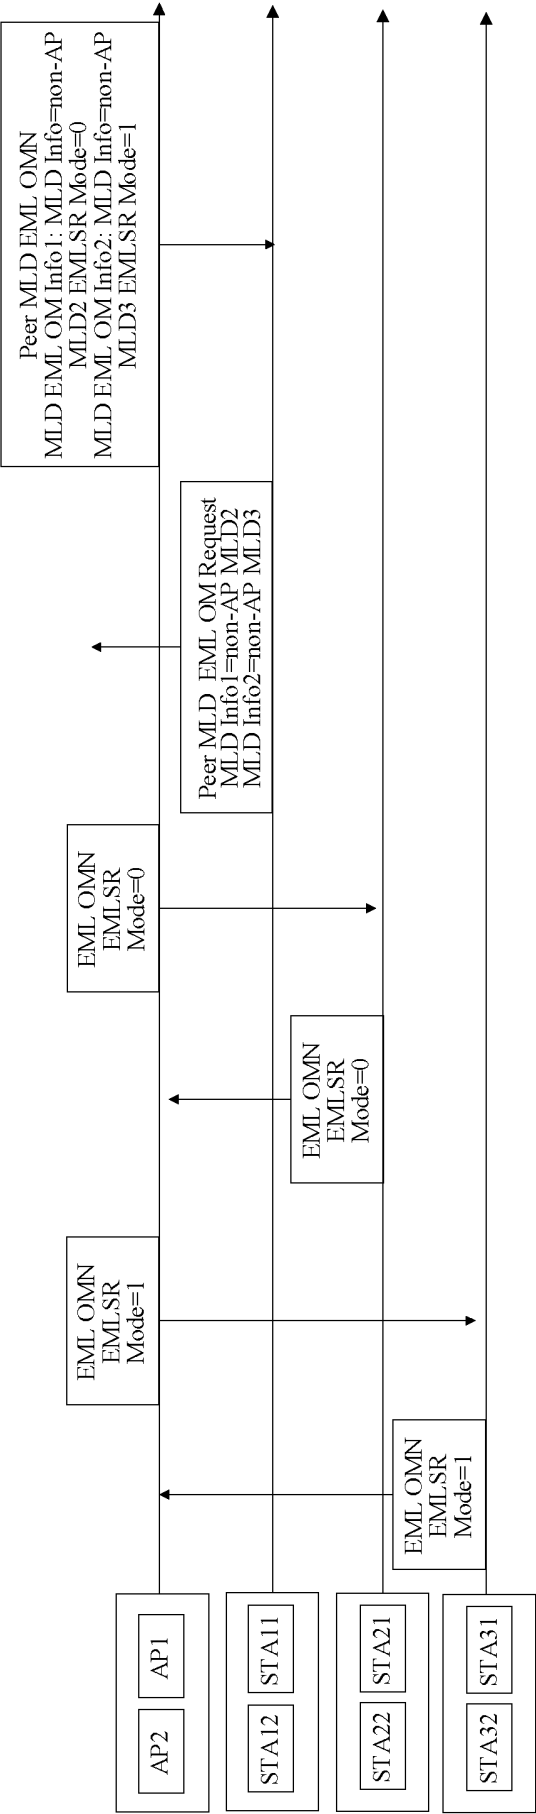 AP2
AP1
EML OMN
EMLSR
Mode=1
EML OMN
EMLSR
Mode=0
Peer MLD EML OMN
MLD EML OM Info1: MLD Info=non-AP
MLD2 EMLSR Mode=0
MLD EML OM Info2: MLD Info=non-AP
MLD3 EMLSR Mode=1
STA12
STA11
Peer MLD EML OM Request
MLD Info1=non-AP MLD2
MLD Info2=non-AP MLD3
STA22
STA21
EML OMN
EMLSR
Mode=0
STA32
STA31
EML OMN
EMLSR
Mode=1